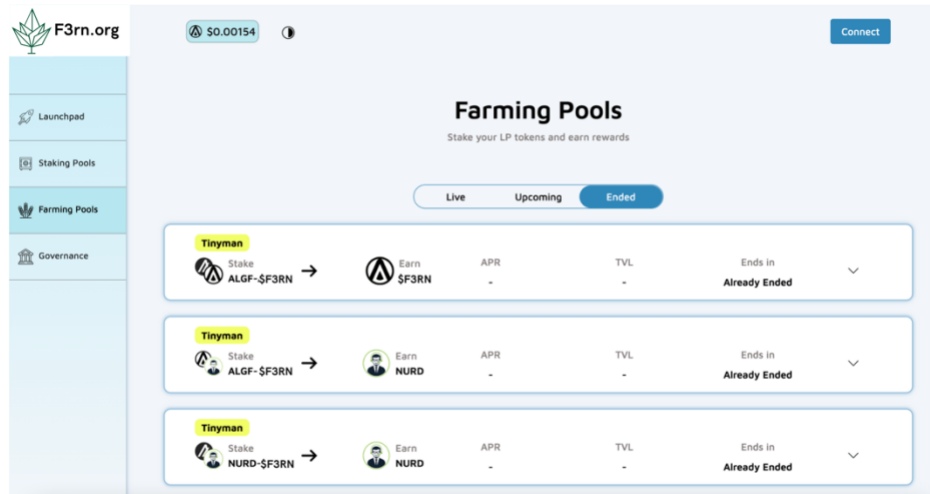 F3rn.org
$0.00154
Connect
Launchpad
Staking Pools
Farming Pools
Governance
Farming Pools
Stake your LP tokens and earn rewards
Live Upcoming Ended
Tinyman
Stake Earn APR TVL Ends in
ALGF-$F3RN $F3RN - - Already Ended
Tinyman
Stake Earn APR TVL Ends in
ALGF-$F3RN NURD - - Already Ended
Tinyman
Stake Earn APR TVL Ends in
NURD-$F3RN NURD - - Already Ended